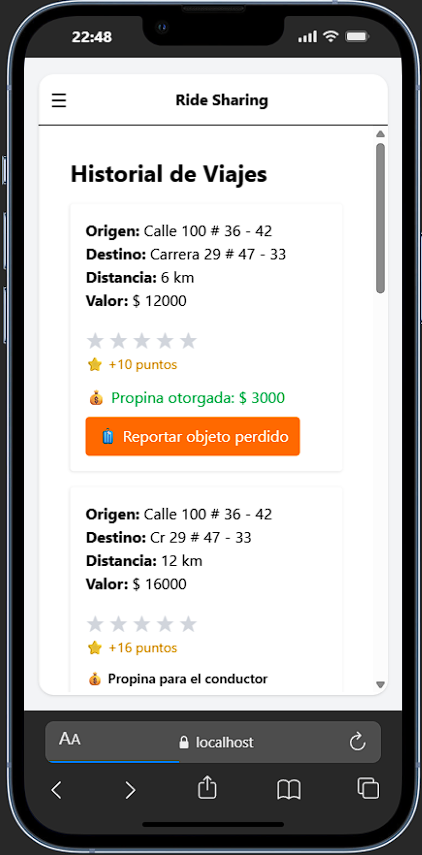 22:48
Ride Sharing
Historial de Viajes
Origen: Calle 100 # 36 - 42
Destino: Carrera 29 # 47 - 33
Distancia: 6 km
Valor: $ 12000
+10 puntos
Propina otorgada: $ 3000
Reportar objeto perdido
Origen: Calle 100 # 36 - 42
Destino: Cr 29 # 47 - 33
Distancia: 12 km
Valor: $ 16000
+16 puntos
Propina para el conductor
AA
localhost